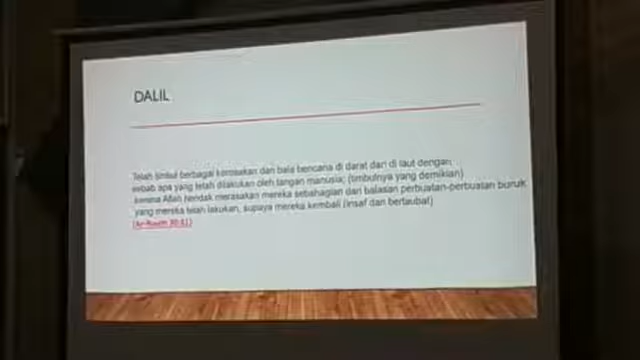 DALIL
Telah timbul berbagai kerosakan dan bala bencana di darat dan di laut dengan
sebab apa yang telah dilakukan oleh tangan manusia; (timbulnya yang demikian)
kerana Allah hendak merasakan mereka sebahagian dari balasan perbuatan-perbuatan buruk
yang mereka telah lakukan, supaya mereka kembali (insaf dan bertaubat)
(Ar-Ruum 30:41)